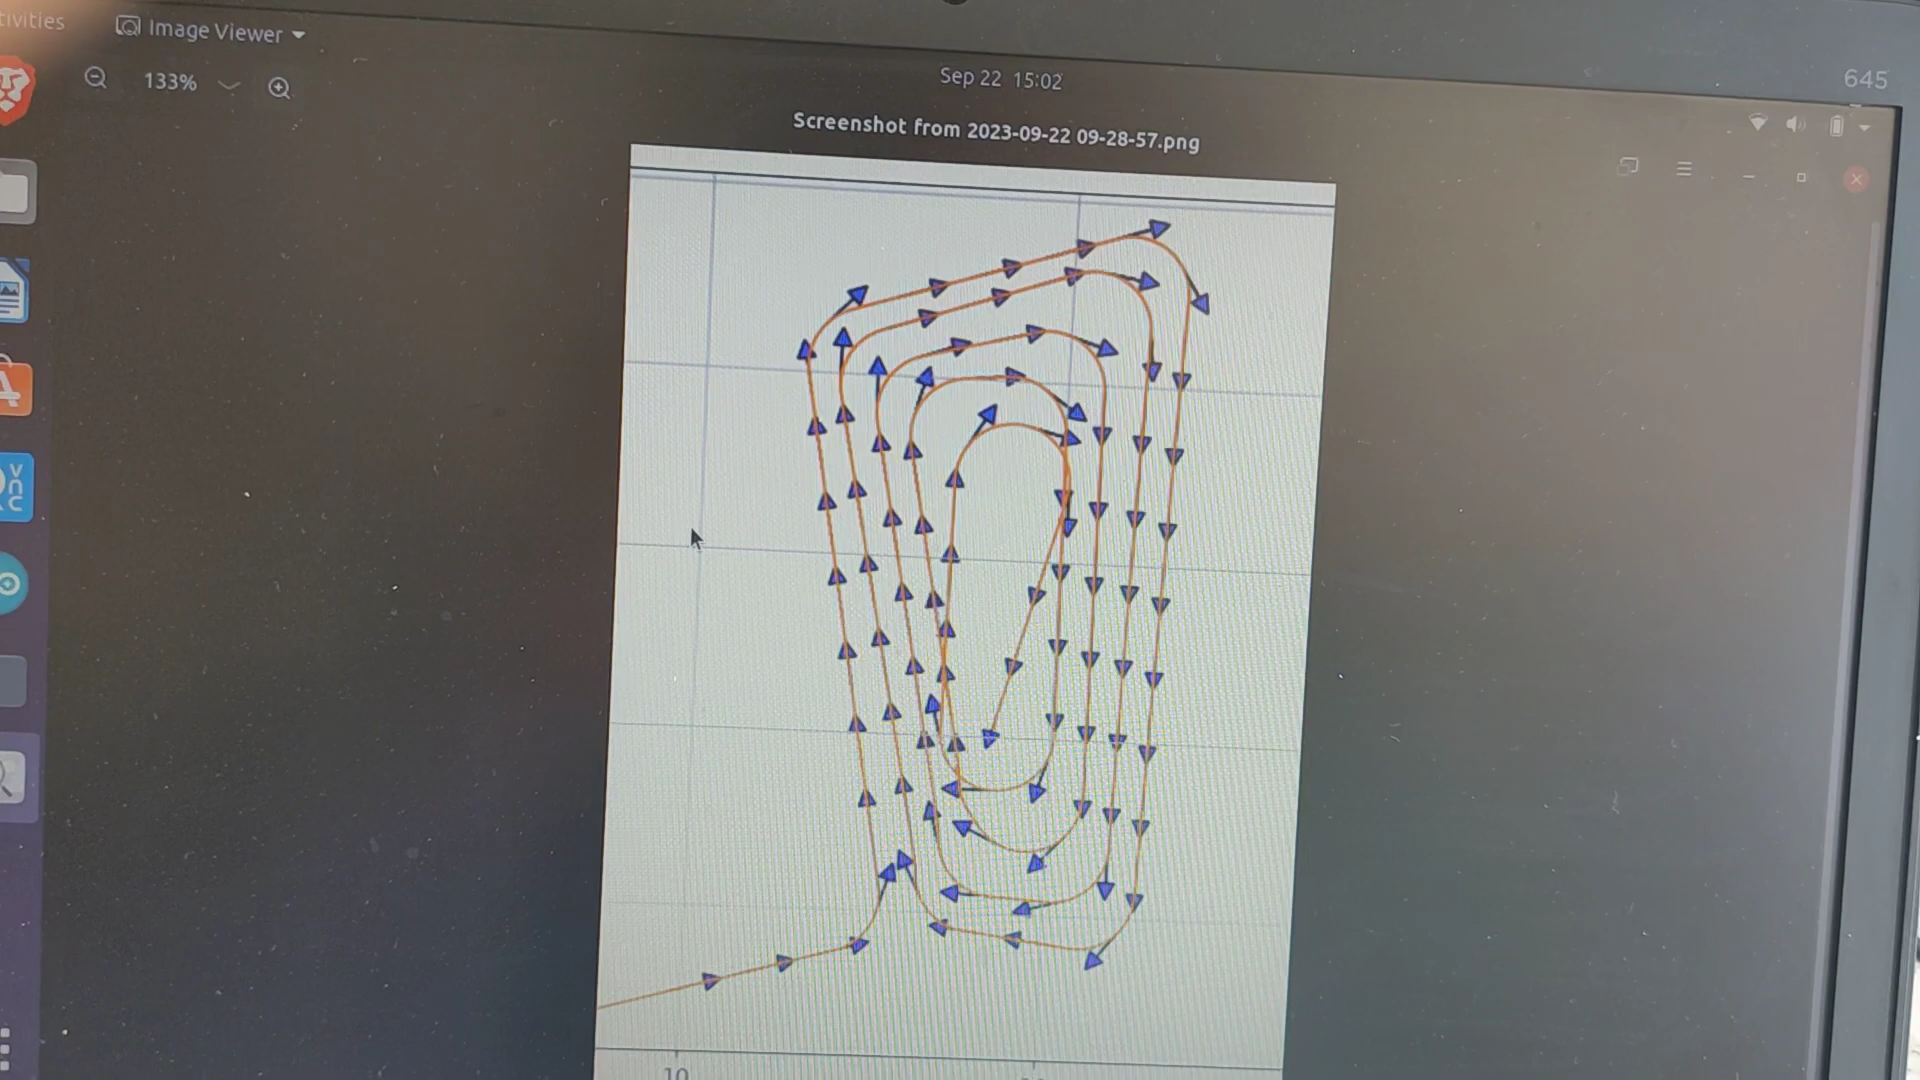 tivities
Image Viewer
133%
Sep 22 15:02
645
Screenshot from 2023-09-22 09-28-57.png
V
n
C
10